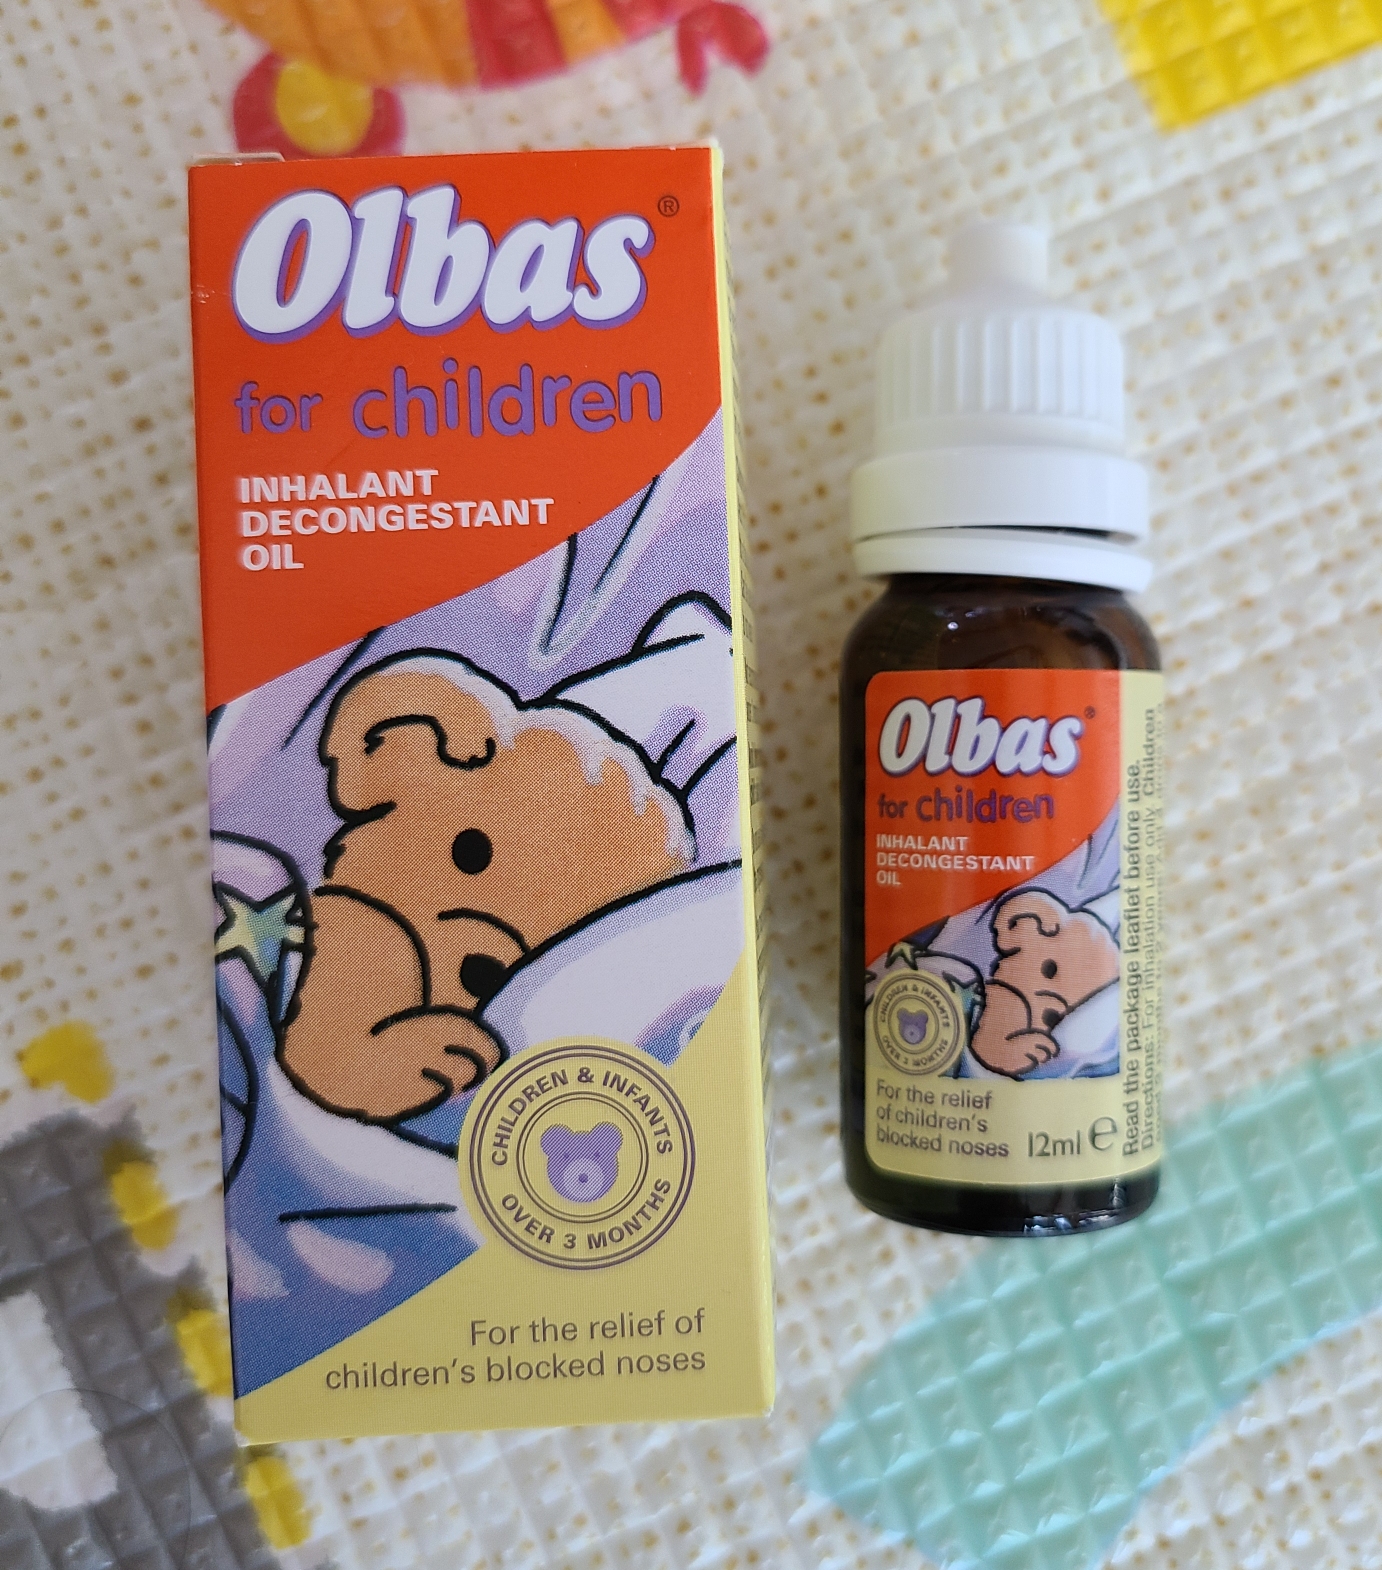 Olbas®
for children
INHALANT
DECONGESTANT
OIL
CHILDREN & INFANTS
OVER 3 MONTHS
For the relief of
children's blocked noses
Olbas®
for children
INHALANT
DECONGESTANT
OIL
CHILDREN & INFANTS
OVER 3 MONTHS
For the relief
of children's
blocked noses
12ml ℮
Read the package leaflet before use.
Directions: For inhalation use only. Children